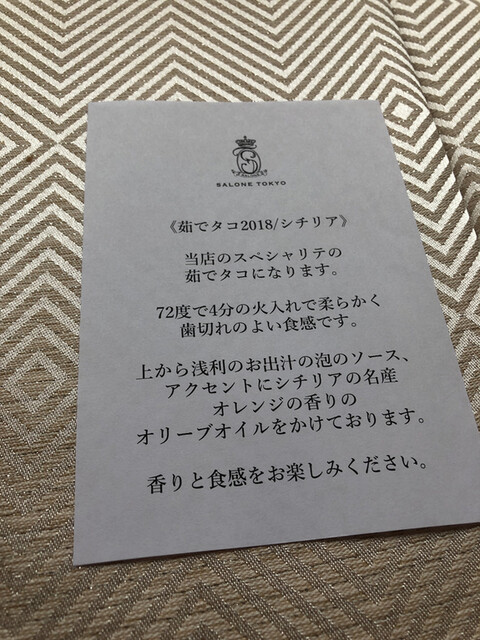 SALONE TOKYO
《茹でタコ2018/シチリア》
当店のスペシャリテの
茹でタコになります。
72度で4分の火入れで柔らかく
歯切れのよい食感です。
上から浅利のお出汁の泡のソース、
アクセントにシチリアの名産
オレンジの香りの
オリーブオイルをかけております。
香りと食感をお楽しみください。